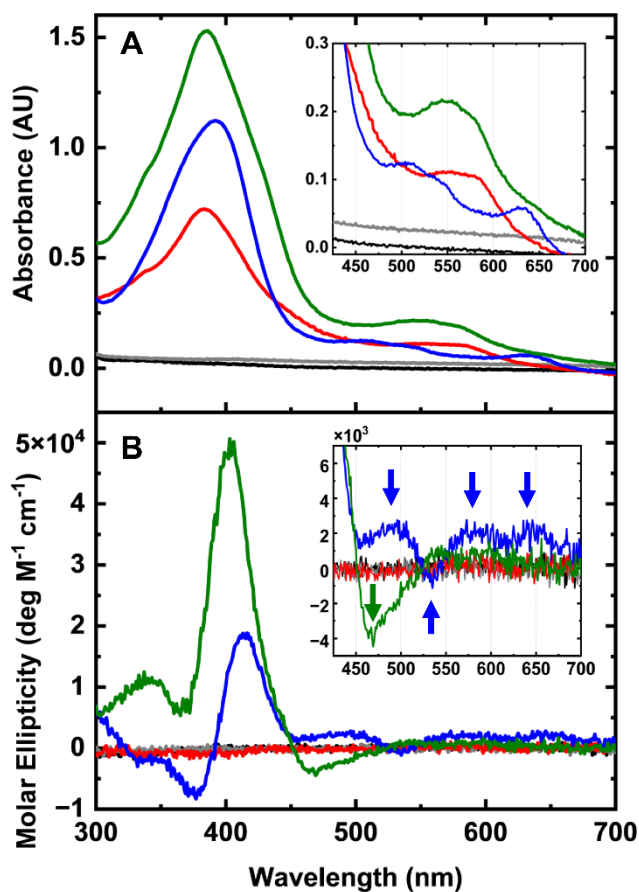 A
Absorbance (AU)
1.5
1.0
0.5
0.0
0.3
0.2
0.1
0.0
450 500 550 600 650 700
B
Molar Ellipticity (deg M⁻¹ cm⁻¹)
5×10⁴
4
3
2
1
0
−1
×10³
6
4
2
0
−2
−4
450 500 550 600 650 700
300 400 500 600 700
Wavelength (nm)